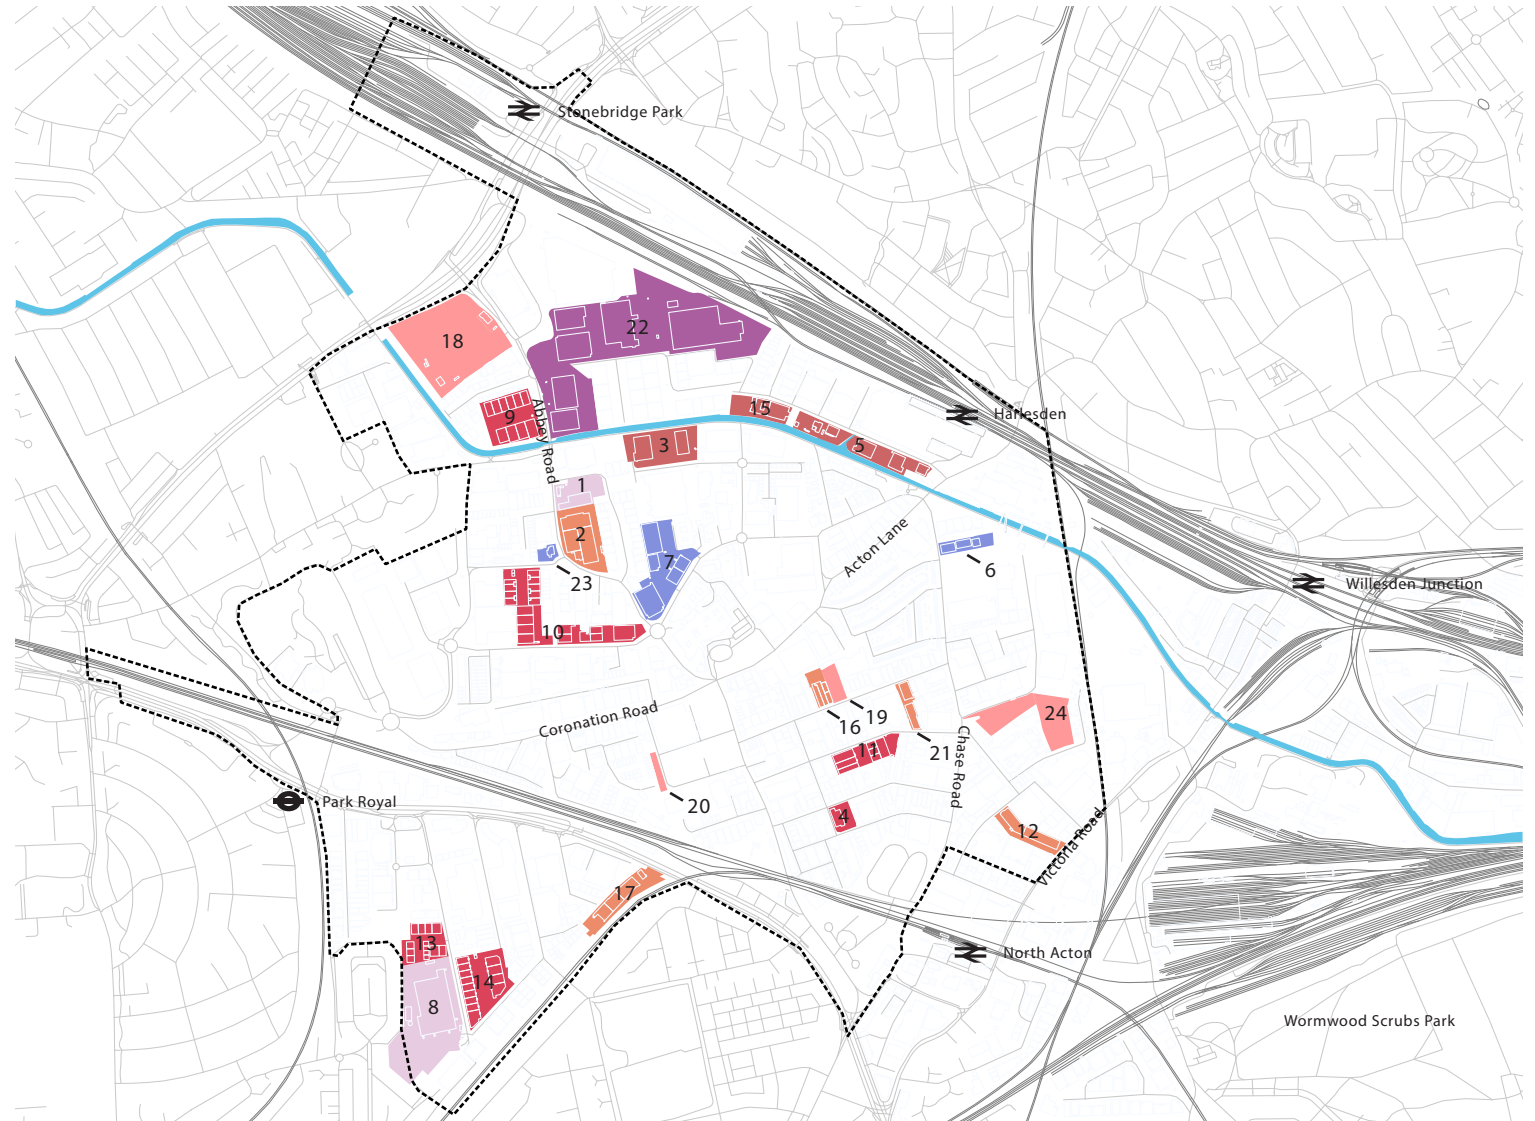 Stonebridge Park
22
18
15
Harlesden
9
Abbey Road
3
5
1
2
Acton Lane
7
6
23
Willesden Junction
10
19
16
24
Coronation Road
21
11
Chase Road
Park Royal
20
4
12
Victoria Road
17
13
North Acton
14
8
Wormwood Scrubs Park